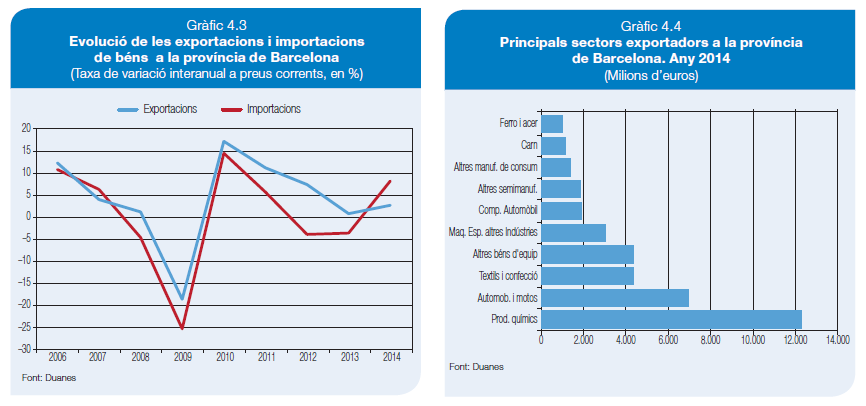 Gràfic 4.3
Evolució de les exportacions i importacions
de béns a la província de Barcelona
(Taxa de variació interanual a preus corrents, en %)
Exportacions
Importacions
20
15
10
5
0
–5
–10
–15
–20
–25
–30
2006
2007
2008
2009
2010
2011
2012
2013
2014
Font: Duanes
Gràfic 4.4
Principals sectors exportadors a la província
de Barcelona. Any 2014
(Milions d’euros)
Ferro i acer
Carn
Altres manuf. de consum
Altres semimanuf.
Comp. Automòbil
Maq. Esp. altres Indústries
Altres béns d’equip
Textils i confecció
Automob. i motos
Prod. químics
0
2.000
4.000
6.000
8.000
10.000
12.000
14.000
Font: Duanes